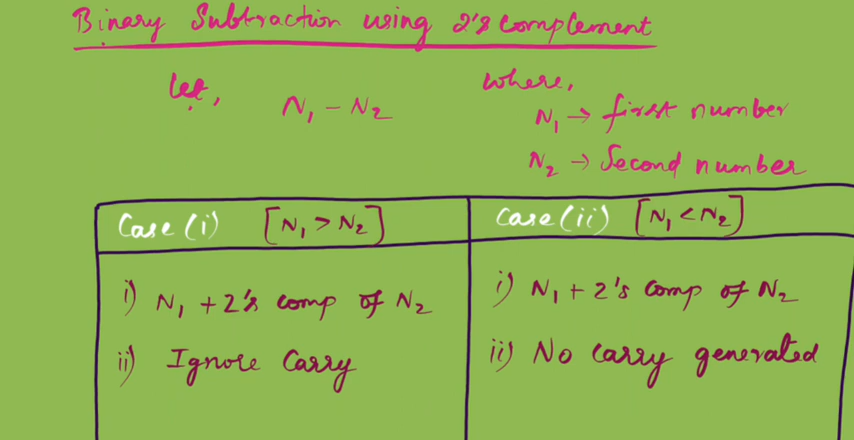 Binary Subtraction using 2's complement
Let, N₁ - N₂ Where,
N₁ → first number
N₂ → Second number
Case (i) [N₁ > N₂]
i) N₁ + 2's comp of N₂
ii) Ignore Carry
Case (ii) [N₁ < N₂]
i) N₁ + 2's comp of N₂
ii) No carry generated